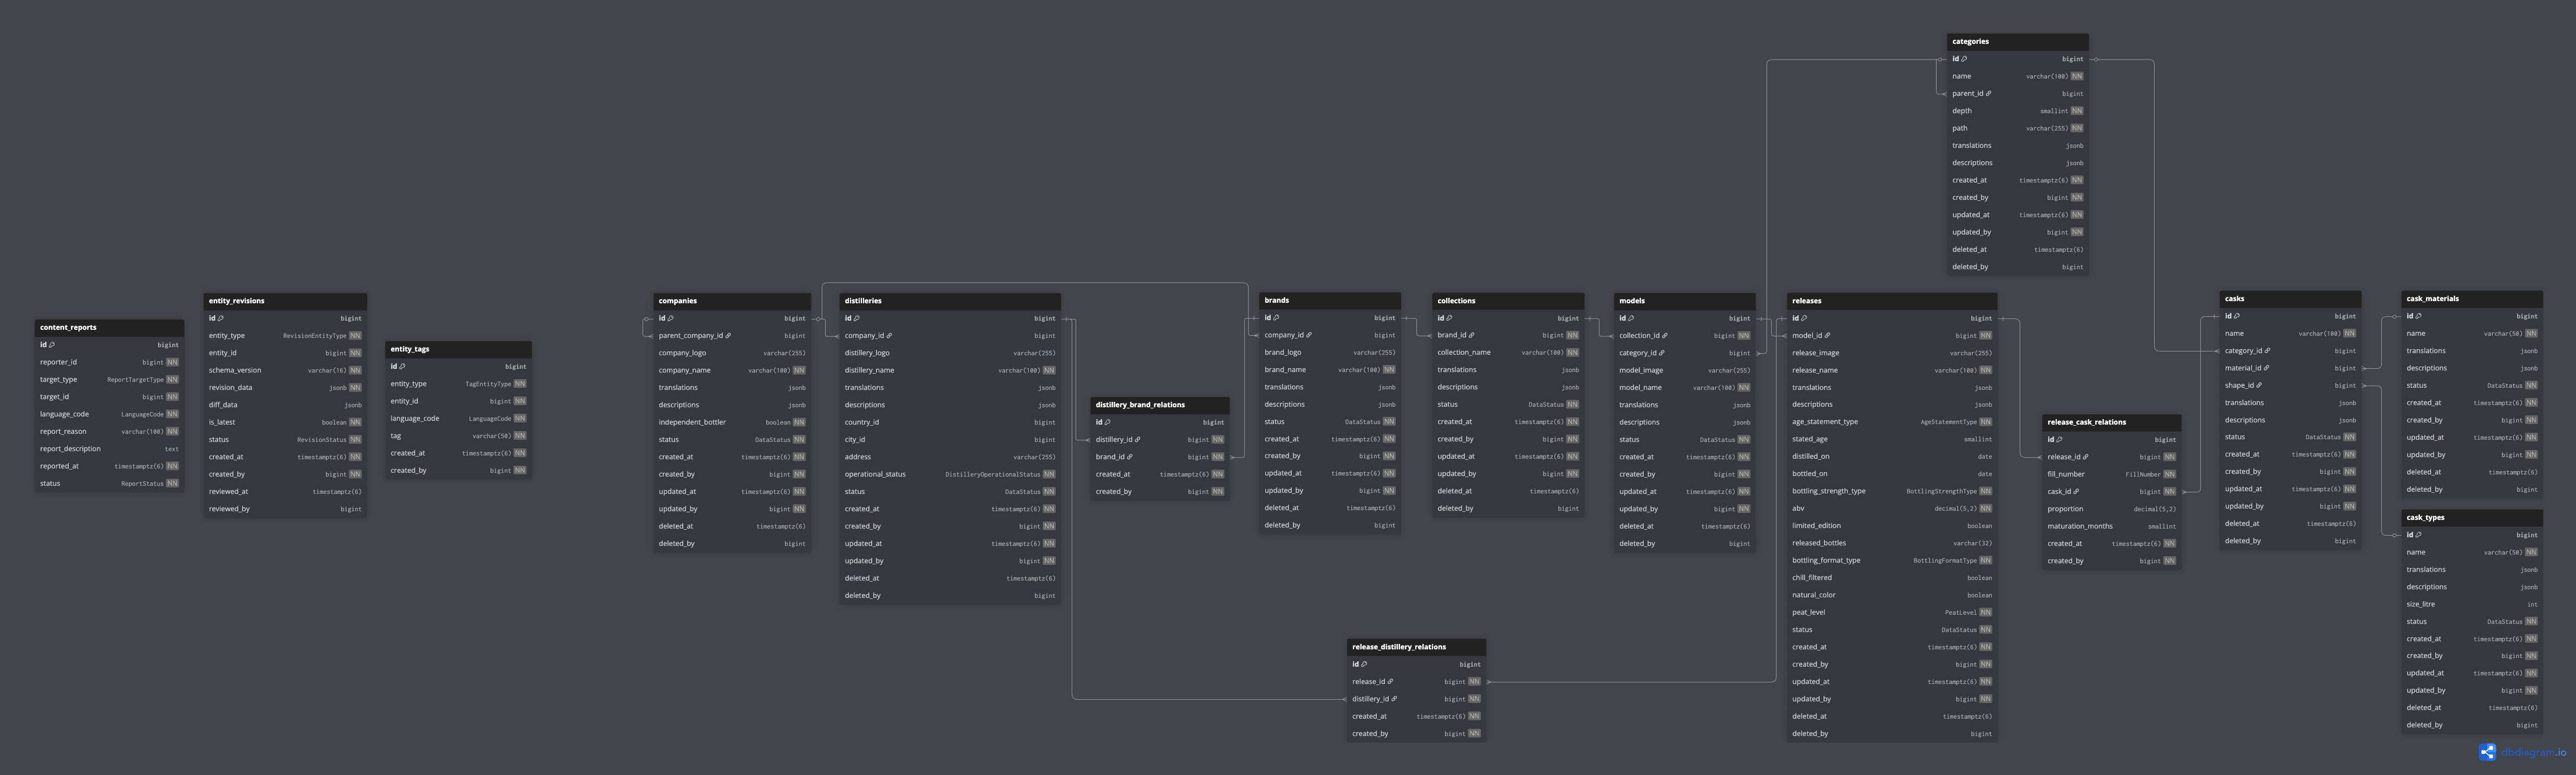 content_reports
id bigint
reporter_id bigint NN
target_type ReportTargetType NN
target_id bigint NN
language_code LanguageCode NN
report_reason varchar(100) NN
report_description text
reported_at timestamptz(6) NN
status ReportStatus NN
entity_revisions
id bigint
entity_type RevisionEntityType NN
entity_id bigint NN
schema_version varchar(16) NN
revision_data jsonb NN
diff_data jsonb
is_latest boolean NN
status RevisionStatus NN
created_at timestamptz(6) NN
created_by bigint NN
reviewed_at timestamptz(6)
reviewed_by bigint
entity_tags
id bigint
entity_type TagEntityType NN
entity_id bigint NN
language_code LanguageCode NN
tag varchar(50) NN
created_at timestamptz(6) NN
created_by bigint NN
companies
id bigint
parent_company_id bigint
company_logo varchar(255)
company_name varchar(100) NN
translations jsonb
descriptions jsonb
independent_bottler boolean NN
status DataStatus NN
created_at timestamptz(6) NN
created_by bigint NN
updated_at timestamptz(6) NN
updated_by bigint NN
deleted_at timestamptz(6)
deleted_by bigint
distilleries
id bigint
company_id bigint
distillery_logo varchar(255)
distillery_name varchar(100) NN
translations jsonb
descriptions jsonb
country_id bigint
city_id bigint
address varchar(255)
operational_status DistilleryOperationalStatus NN
status DataStatus NN
created_at timestamptz(6) NN
created_by bigint NN
updated_at timestamptz(6) NN
updated_by bigint NN
deleted_at timestamptz(6)
deleted_by bigint
distillery_brand_relations
id bigint
distillery_id bigint NN
brand_id bigint NN
created_at timestamptz(6) NN
created_by bigint NN
brands
id bigint
company_id bigint
brand_logo varchar(255)
brand_name varchar(100) NN
translations jsonb
descriptions jsonb
status DataStatus NN
created_at timestamptz(6) NN
created_by bigint NN
updated_at timestamptz(6) NN
updated_by bigint NN
deleted_at timestamptz(6)
deleted_by bigint
collections
id bigint
brand_id bigint NN
collection_name varchar(100) NN
translations jsonb
descriptions jsonb
status DataStatus NN
created_at timestamptz(6) NN
created_by bigint NN
updated_at timestamptz(6) NN
updated_by bigint NN
deleted_at timestamptz(6)
deleted_by bigint
release_distillery_relations
id bigint
release_id bigint NN
distillery_id bigint NN
created_at timestamptz(6) NN
created_by bigint NN
models
id bigint
collection_id bigint NN
category_id bigint
model_image varchar(255)
model_name varchar(100) NN
translations jsonb
descriptions jsonb
status DataStatus NN
created_at timestamptz(6) NN
created_by bigint NN
updated_at timestamptz(6) NN
updated_by bigint NN
deleted_at timestamptz(6)
deleted_by bigint
releases
id bigint
model_id bigint NN
release_image varchar(255)
release_name varchar(100) NN
translations jsonb
descriptions jsonb
age_statement_type AgeStatementType NN
stated_age smallint
distilled_on date
bottled_on date
bottling_strength_type BottlingStrengthType NN
abv decimal(5,2) NN
limited_edition boolean
released_bottles varchar(32)
bottling_format_type BottlingFormatType NN
chill_filtered boolean
natural_color boolean
peat_level PeatLevel NN
status DataStatus NN
created_at timestamptz(6) NN
created_by bigint NN
updated_at timestamptz(6) NN
updated_by bigint NN
deleted_at timestamptz(6)
deleted_by bigint
categories
id bigint
name varchar(100) NN
parent_id bigint
depth smallint NN
path varchar(255) NN
translations jsonb
descriptions jsonb
created_at timestamptz(6) NN
created_by bigint NN
updated_at timestamptz(6) NN
updated_by bigint NN
deleted_at timestamptz(6)
deleted_by bigint
release_cask_relations
id bigint
release_id bigint NN
fill_number FillNumber NN
cask_id bigint NN
proportion decimal(5,2)
maturation_months smallint
created_at timestamptz(6) NN
created_by bigint NN
casks
id bigint
name varchar(100) NN
category_id bigint
material_id bigint
shape_id bigint
translations jsonb
descriptions jsonb
status DataStatus NN
created_at timestamptz(6) NN
created_by bigint NN
updated_at timestamptz(6) NN
updated_by bigint NN
deleted_at timestamptz(6)
deleted_by bigint
cask_materials
id bigint
name varchar(50) NN
translations jsonb
descriptions jsonb
status DataStatus NN
created_at timestamptz(6) NN
created_by bigint NN
updated_at timestamptz(6) NN
updated_by bigint NN
deleted_at timestamptz(6)
deleted_by bigint
cask_types
id bigint
name varchar(50) NN
translations jsonb
descriptions jsonb
size_litre int
status DataStatus NN
created_at timestamptz(6) NN
created_by bigint NN
updated_at timestamptz(6) NN
updated_by bigint NN
deleted_at timestamptz(6)
deleted_by bigint
dbdiagram.io